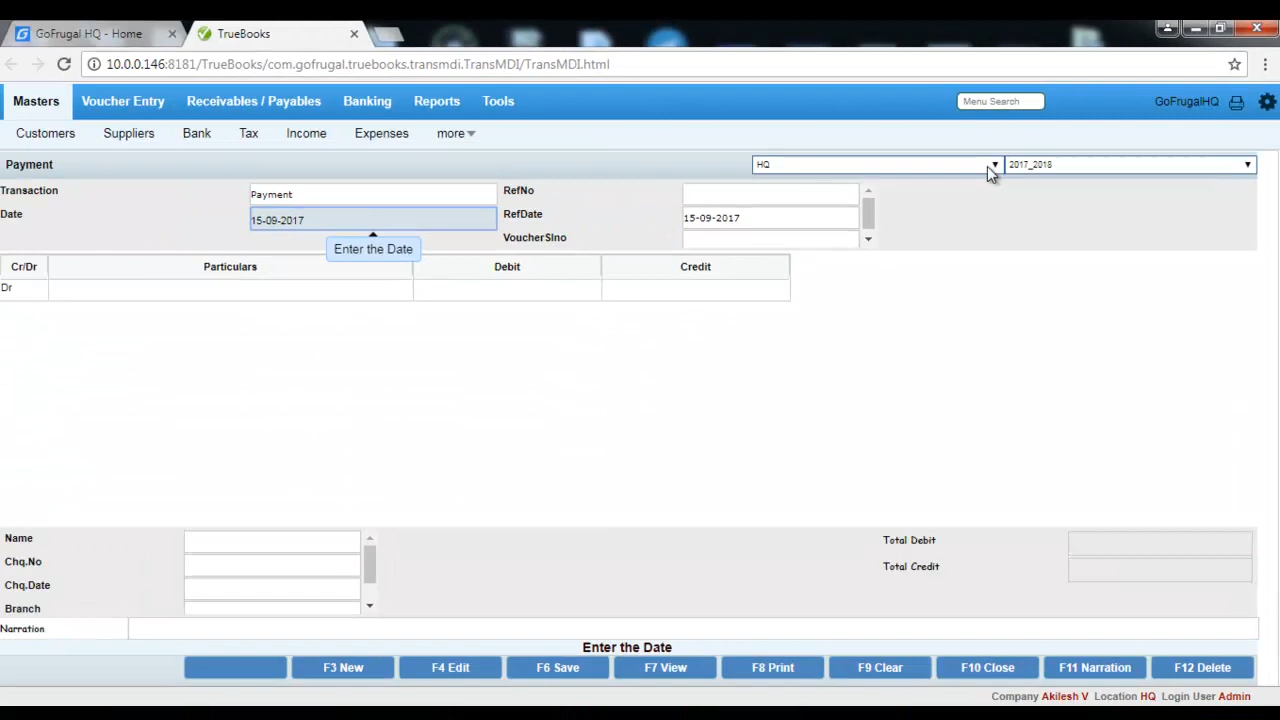 GoFrugal HQ - Home
TrueBooks
10.0.0.146:8181/TrueBooks/com.gofrugal.truebooks.transmdi.TransMDI/TransMDI.html
Masters Voucher Entry Receivables / Payables Banking Reports Tools Menu Search GoFrugalHQ
Customers Suppliers Bank Tax Income Expenses more
Payment HQ 2017_2018
Transaction Payment RefNo
Date 15-09-2017 RefDate 15-09-2017
VoucherSlno
Enter the Date
Cr/Dr Particulars Debit Credit
Dr
Name Total Debit
Chq.No Total Credit
Chq.Date
Branch
Narration
Enter the Date
F3 New F4 Edit F6 Save F7 View F8 Print F9 Clear F10 Close F11 Narration F12 Delete
Company Akilesh V Location HQ Login User Admin